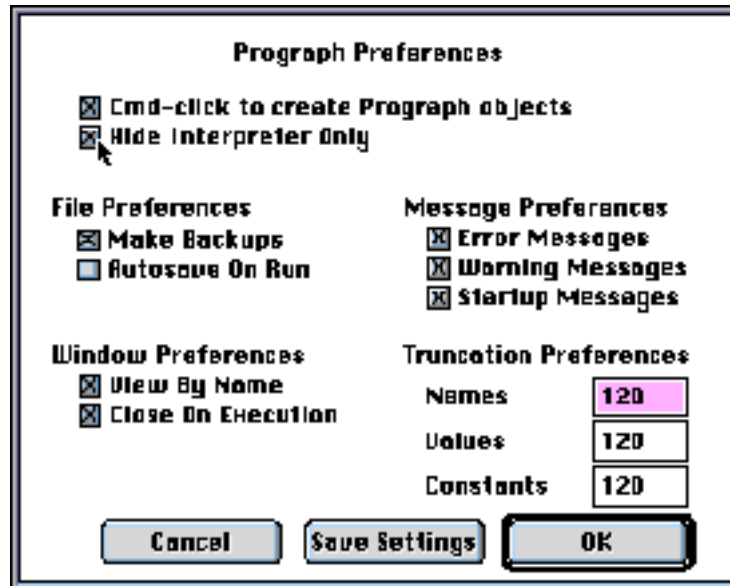 Prograph Preferences
Cmd-click to create Prograph objects
Hide Interpreter Only
File Preferences
Make Backups
Autosave On Run
Message Preferences
Error Messages
Warning Messages
Startup Messages
Window Preferences
View By Name
Close On Execution
Truncation Preferences
Names 120
Values 120
Constants 120
Cancel
Save Settings
OK